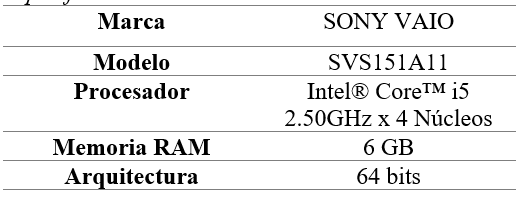 Marca SONY VAIO
Modelo SVS151A11
Procesador Intel® Core™ i5
2.50GHz x 4 Núcleos
Memoria RAM 6 GB
Arquitectura 64 bits